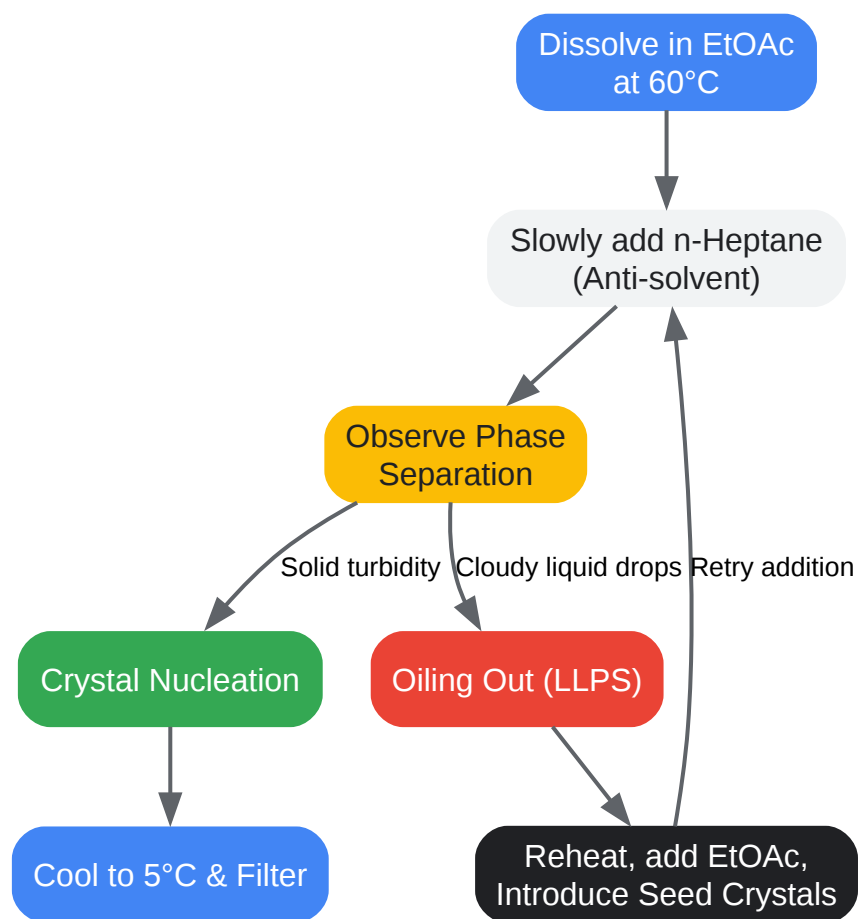 Dissolve in EtOAc
at 60°C
Slowly add n-Heptane
(Anti-solvent)
Observe Phase
Separation
Solid turbidity
Cloudy liquid drops
Retry addition
Crystal Nucleation
Oiling Out (LLPS)
Cool to 5°C & Filter
Reheat, add EtOAc,
Introduce Seed Crystals